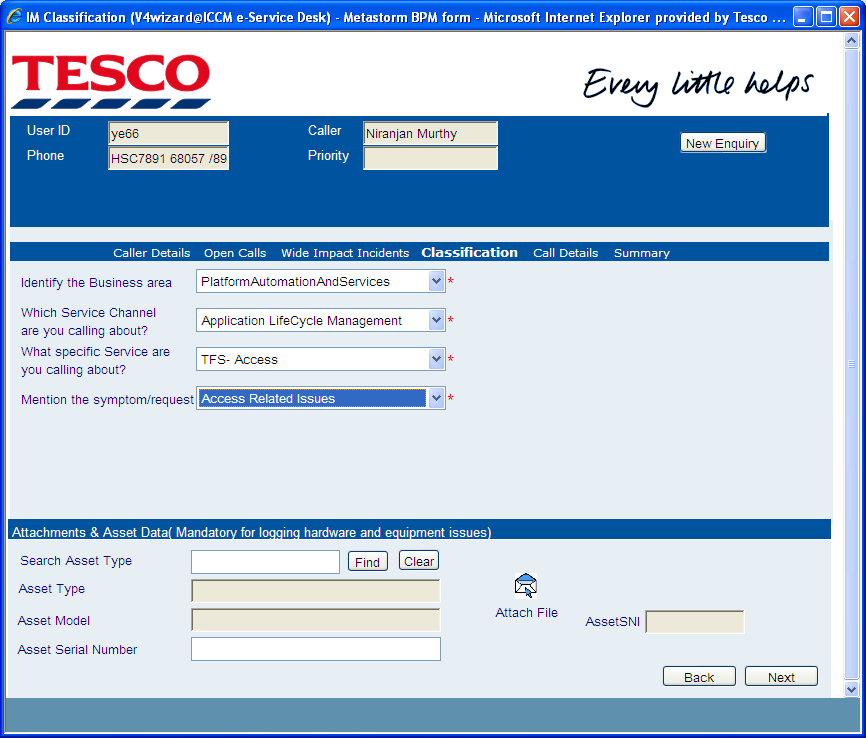 IM Classification (V4wizard@ICCM e-Service Desk) - Metastorm BPM form - Microsoft Internet Explorer provided by Tesco ...
TESCO
Every little helps
User ID ye66 Caller Niranjan Murthy New Enquiry
Phone HSC7891 68057 /89 Priority
Caller Details Open Calls Wide Impact Incidents Classification Call Details Summary
Identify the Business area PlatformAutomationAndServices *
Which Service Channel
are you calling about? Application LifeCycle Management *
What specific Service are
you calling about? TFS- Access *
Mention the symptom/request Access Related Issues *
Attachments & Asset Data( Mandatory for logging hardware and equipment issues)
Search Asset Type Find Clear
Asset Type
Attach File
Asset Model AssetSNI
Asset Serial Number
Back Next